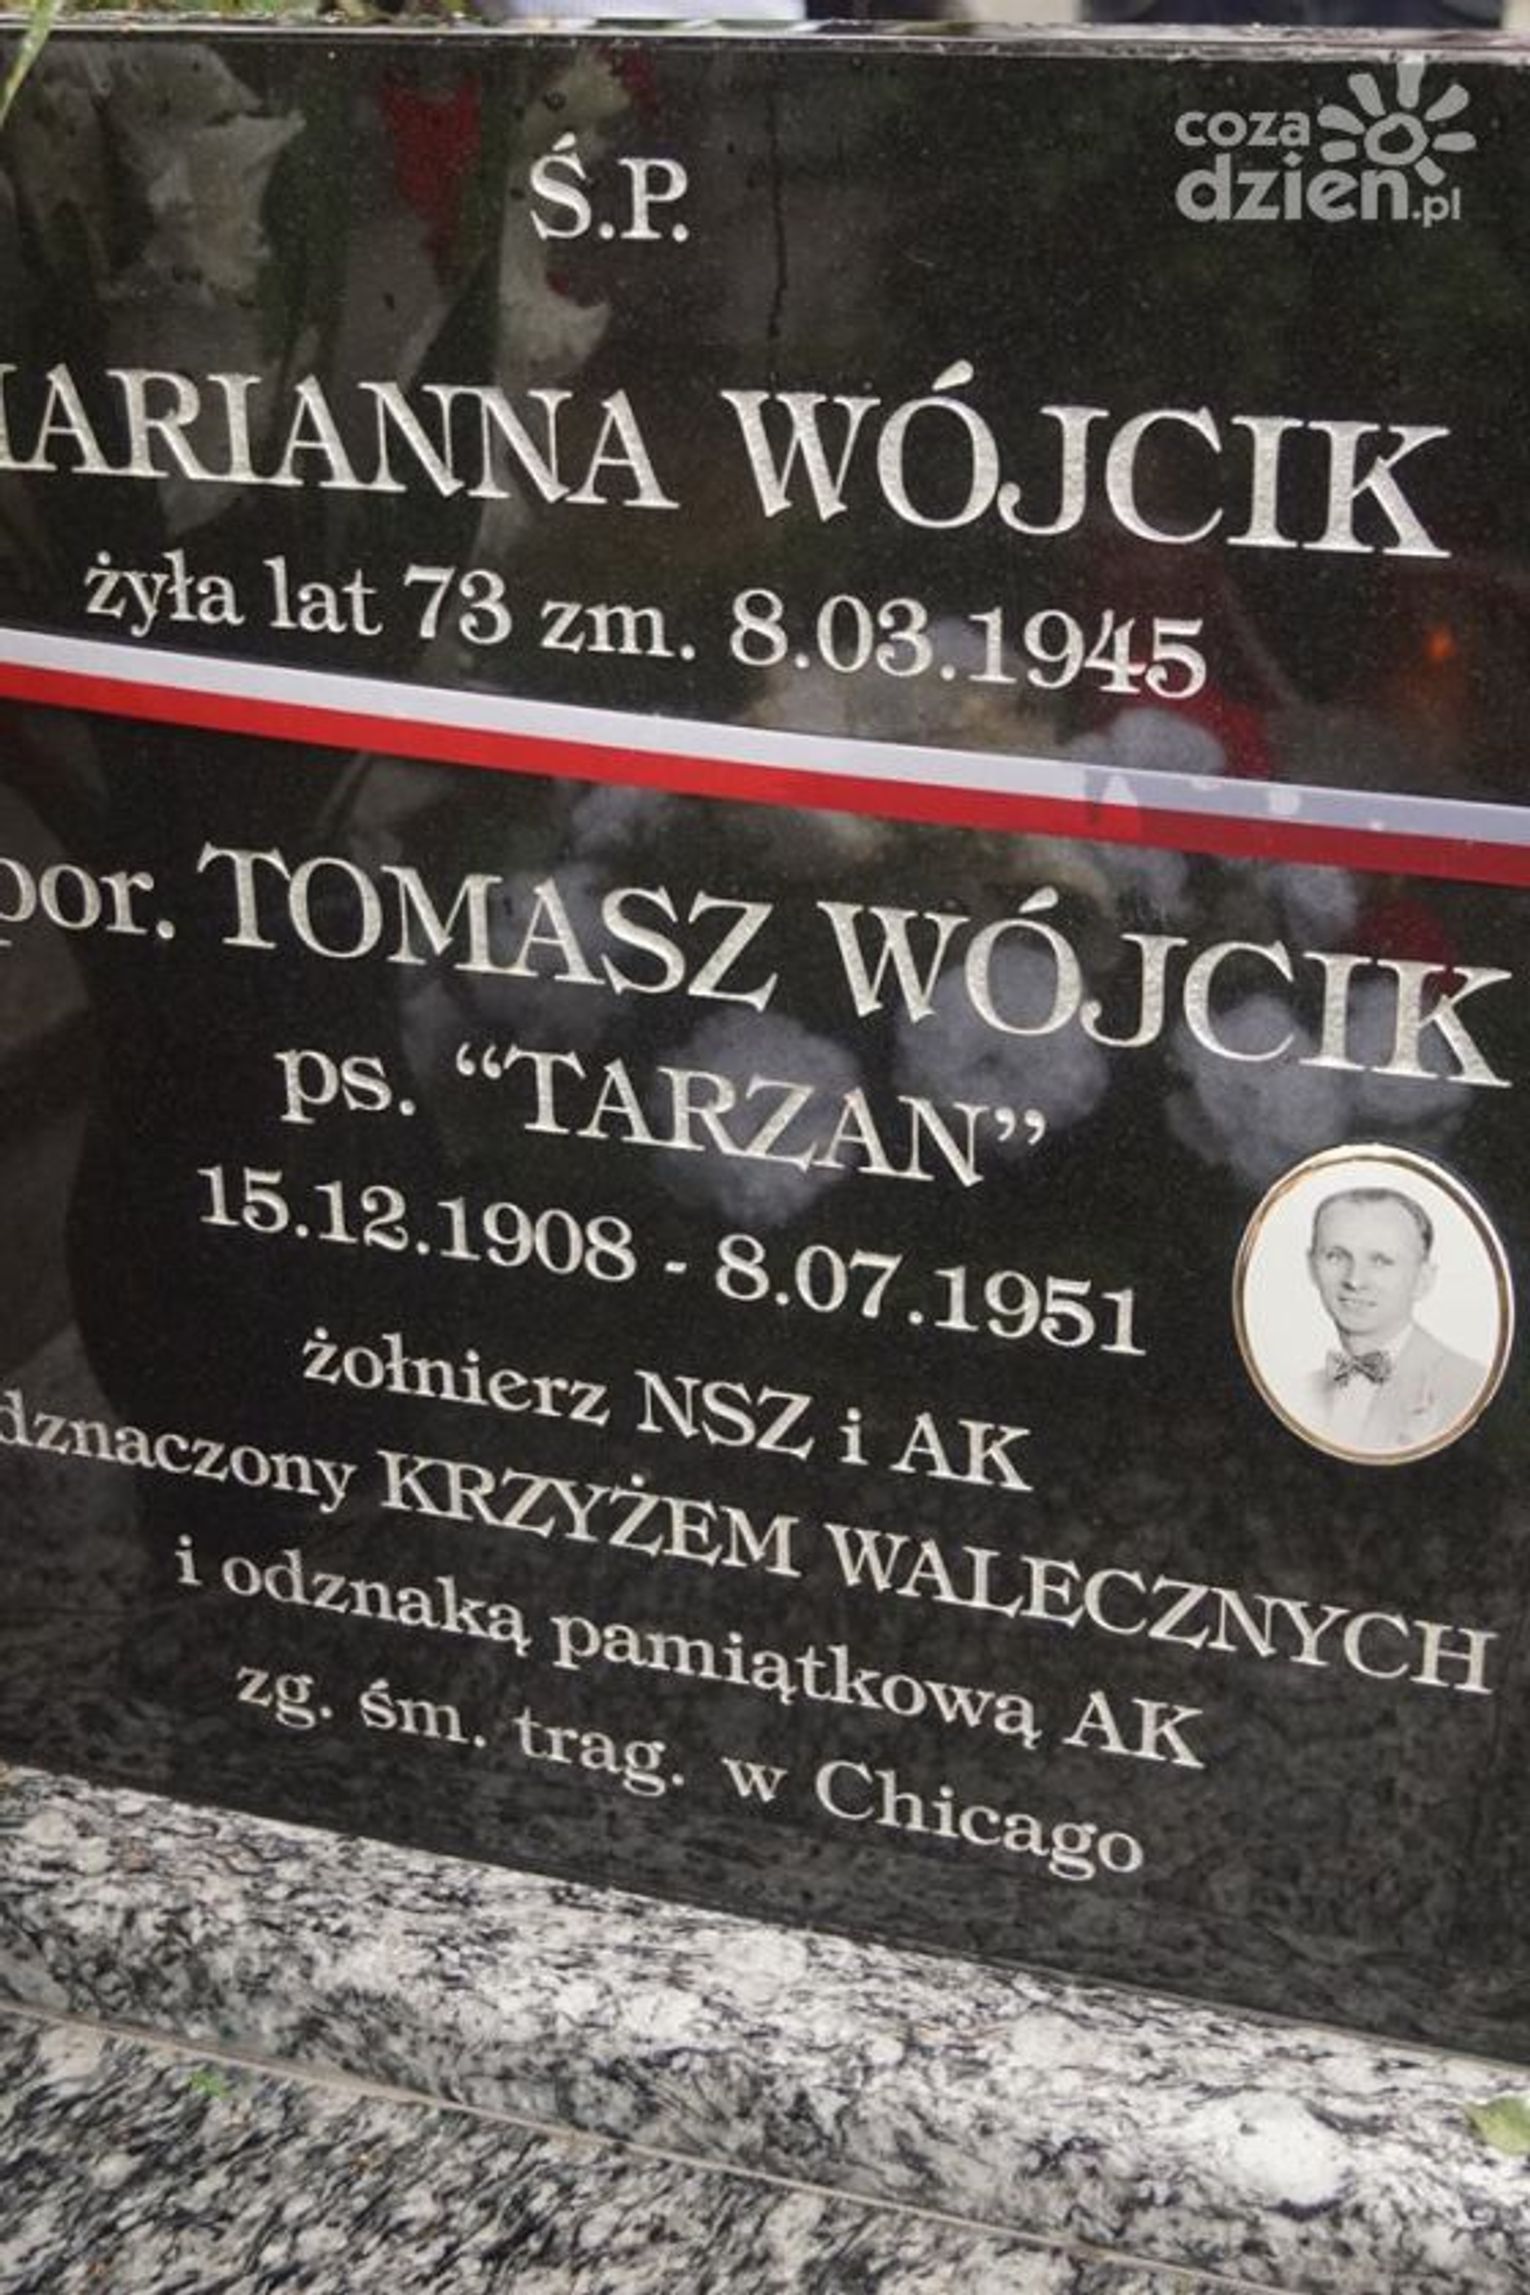 coza
dzien.pl
Ś.P.
MARIANNA WÓJCIK
żyła lat 73 zm. 8.03.1945
por. TOMASZ WÓJCIK
ps. “TARZAN”
15.12.1908 - 8.07.1951
żołnierz NSZ i AK
dznaczony KRZYŻEM WALECZNYCH
i odznaką pamiątkową AK
zg. śm. trag. w Chicago